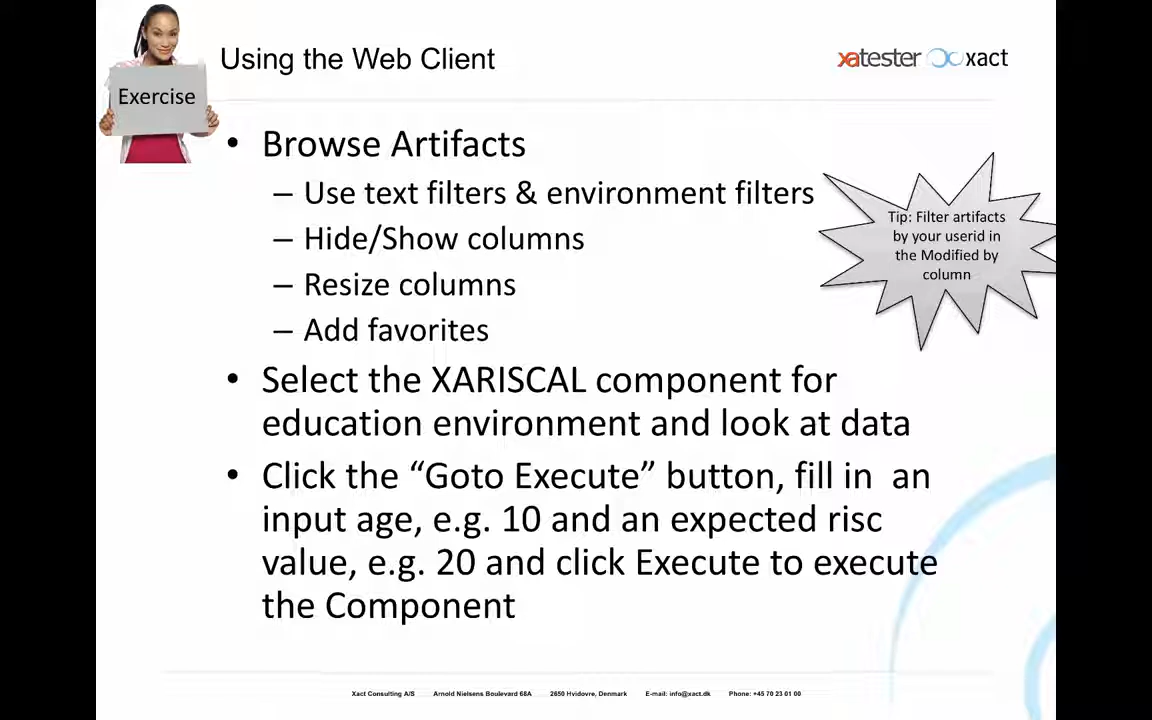 Exercise
Using the Web Client
xatester xact
• Browse Artifacts
– Use text filters & environment filters
– Hide/Show columns
– Resize columns
– Add favorites
Tip: Filter artifacts
by your userid in
the Modified by
column
• Select the XARISCAL component for
education environment and look at data
• Click the “Goto Execute” button, fill in  an
input age, e.g. 10 and an expected risc
value, e.g. 20 and click Execute to execute
the Component
Xact Consulting A/S Arnold Nielsens Boulevard 68A 2650 Hvidovre, Denmark E-mail: info@xact.dk Phone: +45 70 23 01 00